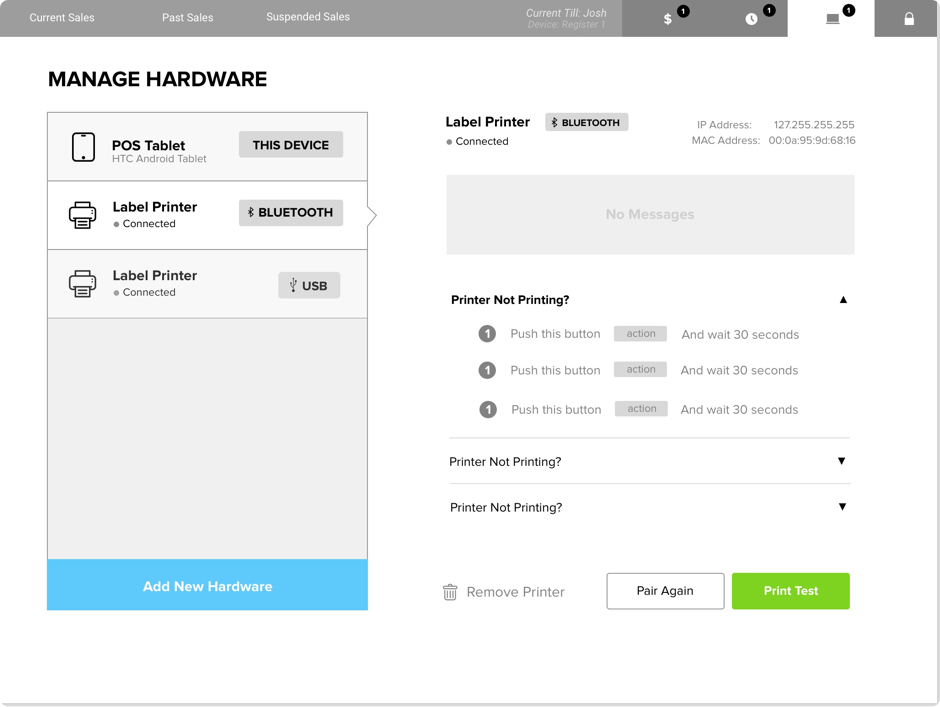 Current Sales
Past Sales
Suspended Sales
Current Till: Josh
Device: Register 1
$
1
1
1
MANAGE HARDWARE
POS Tablet
HTC Android Tablet
THIS DEVICE
Label Printer
Connected
BLUETOOTH
Label Printer
Connected
USB
Add New Hardware
Label Printer
BLUETOOTH
Connected
IP Address: 127.255.255.255
MAC Address: 00:0a:95:9d:68:16
No Messages
Printer Not Printing?
1 Push this button action And wait 30 seconds
1 Push this button action And wait 30 seconds
1 Push this button action And wait 30 seconds
Printer Not Printing?
Printer Not Printing?
Remove Printer
Pair Again
Print Test